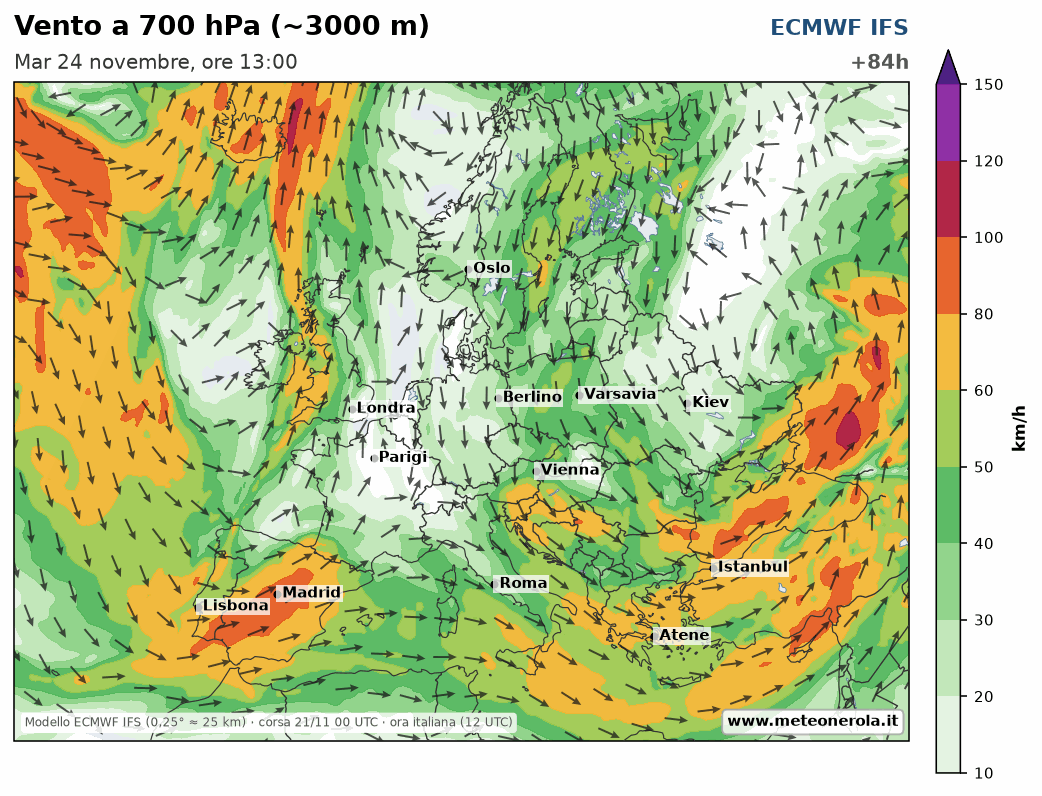 Vento a 700 hPa (~3000 m)
ECMWF IFS
Mar 24 novembre, ore 13:00
+84h
150
120
100
80
60
50
40
30
20
10
km/h
Oslo
Berlino
Varsavia
Kiev
Londra
Parigi
Vienna
Istanbul
Roma
Madrid
Lisbona
Atene
Modello ECMWF IFS (0,25° ≈ 25 km) · corsa 21/11 00 UTC · ora italiana (12 UTC)
www.meteonerola.it